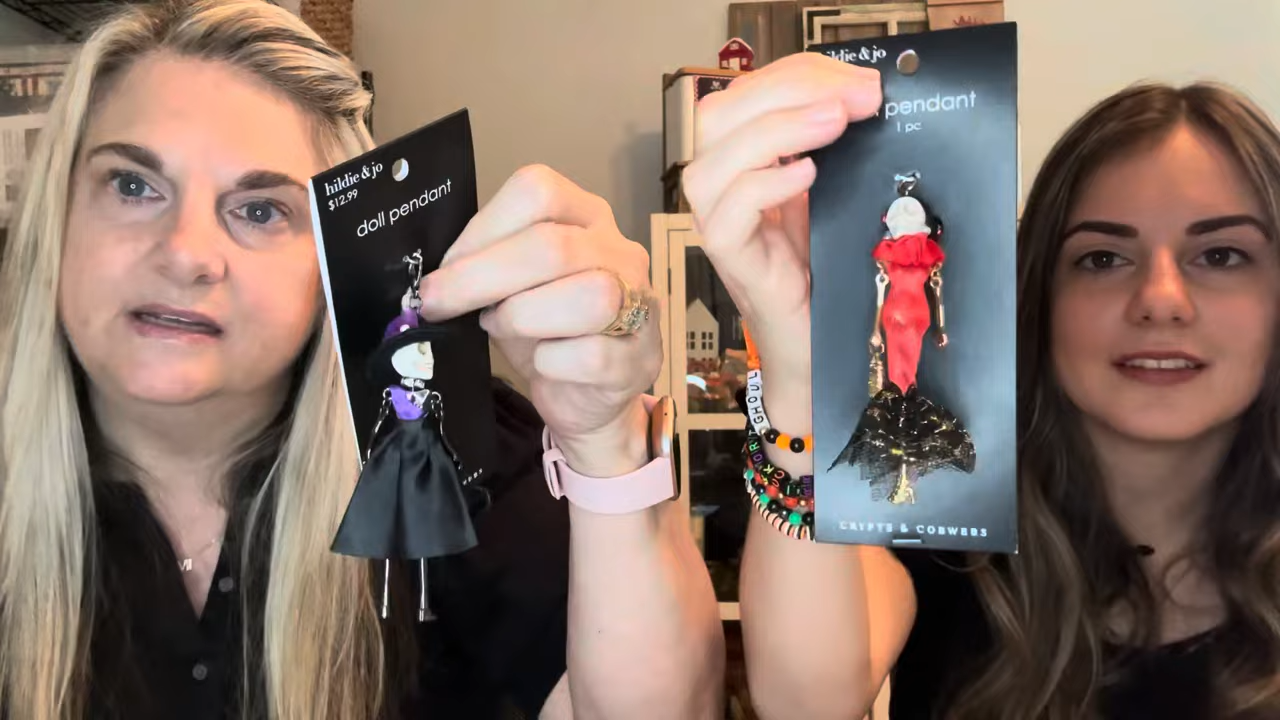 hildie & jo
$12.99
doll pendant
hildie & jo
pendant
1 pc
CRYPTS & COBWEBS
GHOUL